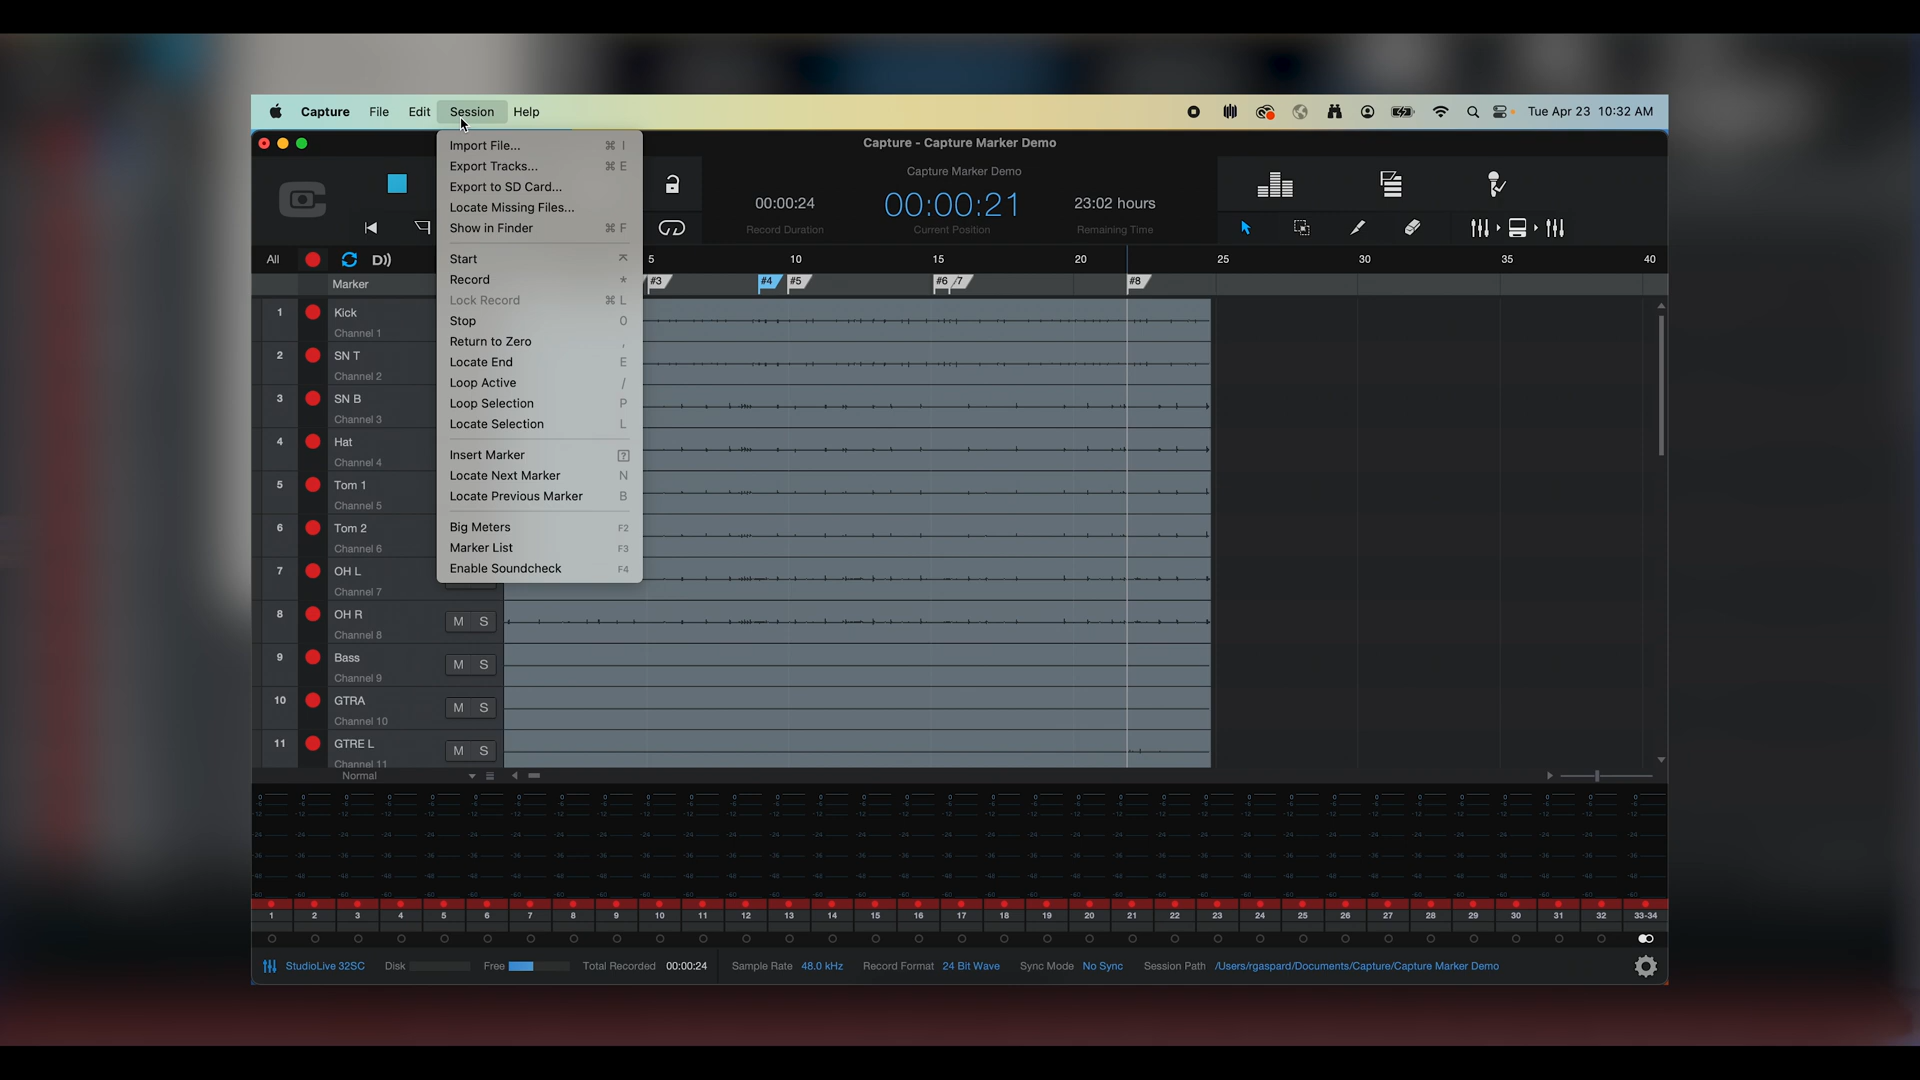 Capture File Edit Session Help Tue Apr 23 10:32 AM
Capture - Capture Marker Demo
Import File... ⌘ I
Export Tracks... ⌘ E
Export to SD Card...
Locate Missing Files...
Show in Finder ⌘ F
Start
Record *
Lock Record ⌘ L
Stop 0
Return to Zero ,
Locate End E
Loop Active /
Loop Selection P
Locate Selection L
Insert Marker ?
Locate Next Marker N
Locate Previous Marker B
Big Meters F2
Marker List F3
Enable Soundcheck F4
Capture Marker Demo
00:00:24 00:00:21 23:02 hours
Record Duration Current Position Remaining Time
All D)) 5 10 15 20 25 30 35 40
Marker #3 #4 #5 #6 /7 #8
1 Kick
Channel 1
2 SN T
Channel 2
3 SN B
Channel 3
4 Hat
Channel 4
5 Tom 1
Channel 5
6 Tom 2
Channel 6
7 OH L
Channel 7
8 OH R M S
Channel 8
9 Bass M S
Channel 9
10 GTRA M S
Channel 10
11 GTRE L M S
Channel 11
Normal
1 2 3 4 5 6 7 8 9 10 11 12 13 14 15 16 17 18 19 20 21 22 23 24 25 26 27 28 29 30 31 32 33-34
StudioLive 32SC Disk Free Total Recorded 00:00:24 Sample Rate 48.0 kHz Record Format 24 Bit Wave Sync Mode No Sync Session Path /Users/rgaspard/Documents/Capture/Capture Marker Demo